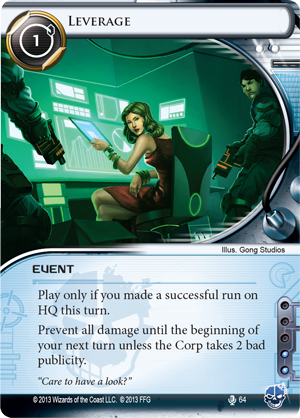 Leverage
1
Illus. Gong Studios
EVENT
Play only if you made a successful run on
HQ this turn.
Prevent all damage until the beginning of
your next turn unless the Corp takes 2 bad
publicity.
"Care to have a look?"
© 2013 Wizards of the Coast LLC. © 2013 FFG
64